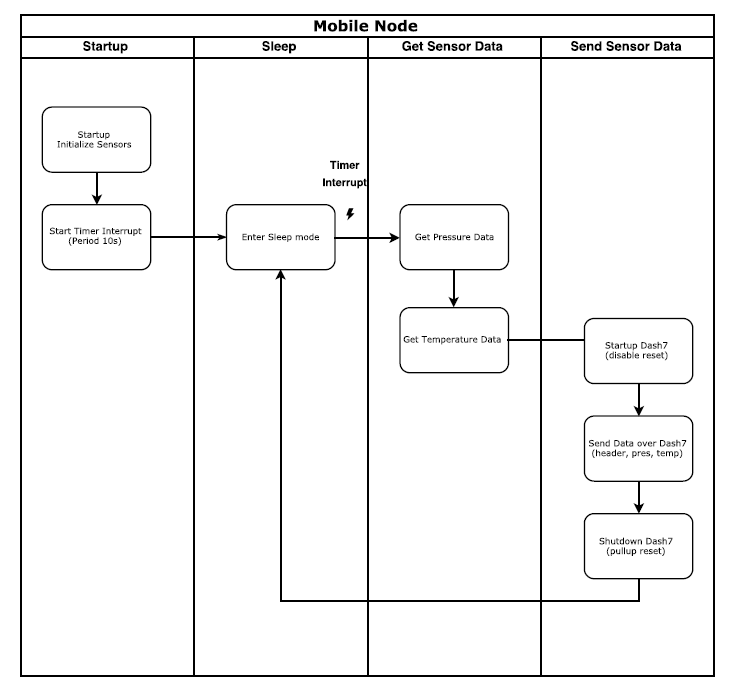 Mobile Node
Startup
Sleep
Get Sensor Data
Send Sensor Data
Startup
Initialize Sensors
Start Timer Interrupt
(Period 10s)
Enter Sleep mode
Timer
Interrupt
Get Pressure Data
Get Temperature Data
Startup Dash7
(disable reset)
Send Data over Dash7
(header, pres, temp)
Shutdown Dash7
(pullup reset)